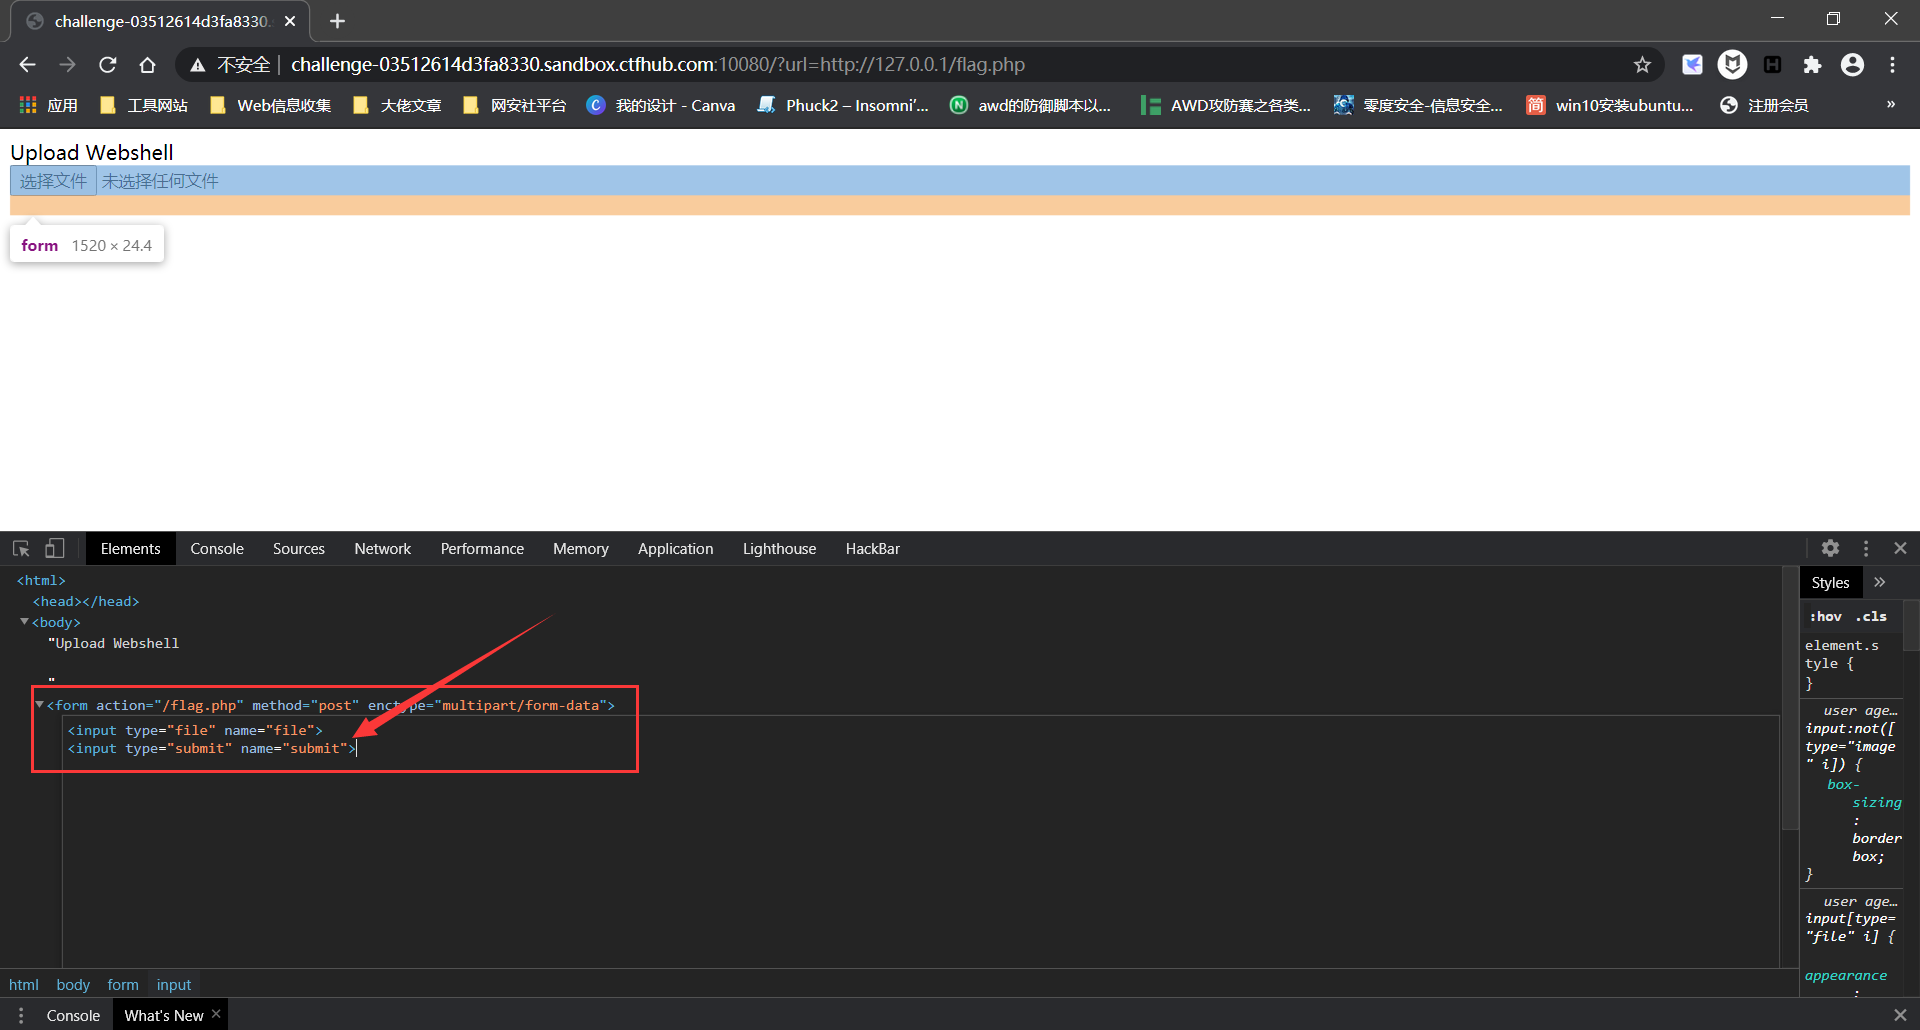 challenge-03512614d3fa8330.s
不安全 | challenge-03512614d3fa8330.sandbox.ctfhub.com:10080/?url=http://127.0.0.1/flag.php
应用 工具网站 Web信息收集 大佬文章 网安社平台 我的设计 - Canva Phuck2 – Insomni'... awd的防御脚本以... AWD攻防赛之各类... 零度安全-信息安全... 简 win10安装ubuntu... 注册会员 »
Upload Webshell
选择文件 未选择任何文件
form 1520 × 24.4
Elements Console Sources Network Performance Memory Application Lighthouse HackBar
<html>
<head></head>
<body>
"Upload Webshell
"
<form action="/flag.php" method="post" enctype="multipart/form-data">
<input type="file" name="file">
<input type="submit" name="submit">
Styles »
:hov .cls
element.s
tyle {
}
user age…
input:not([
type="image
" i]) {
box-
sizing
:
border
box;
}
user age…
input[type=
"file" i] {
appearance
:
html body form input
Console What's New